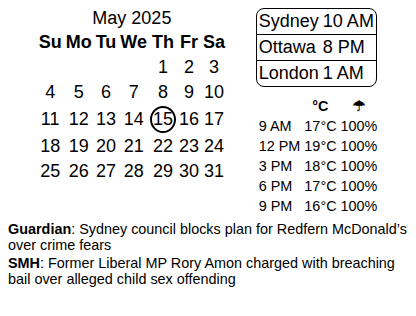 May 2025
Su Mo Tu We Th Fr Sa
1 2 3
4 5 6 7 8 9 10
11 12 13 14 15 16 17
18 19 20 21 22 23 24
25 26 27 28 29 30 31
Sydney 10 AM
Ottawa 8 PM
London 1 AM
°C ☂
9 AM 17°C 100%
12 PM 19°C 100%
3 PM 18°C 100%
6 PM 17°C 100%
9 PM 16°C 100%
Guardian: Sydney council blocks plan for Redfern McDonald’s
over crime fears
SMH: Former Liberal MP Rory Amon charged with breaching
bail over alleged child sex offending